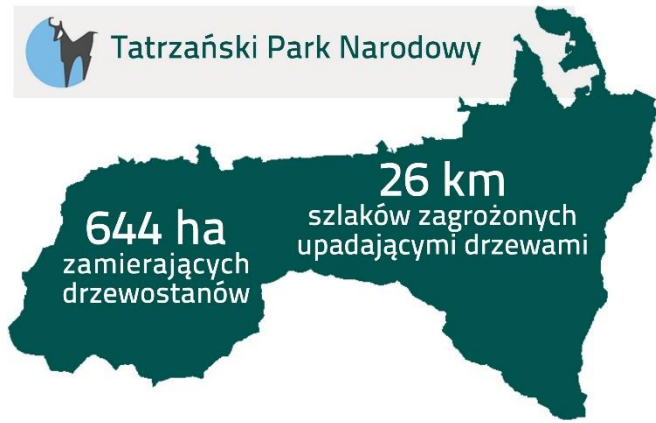 Tatrzański Park Narodowy
26 km
szlaków zagrożonych
upadającymi drzewami
644 ha
zamierających
drzewostanów